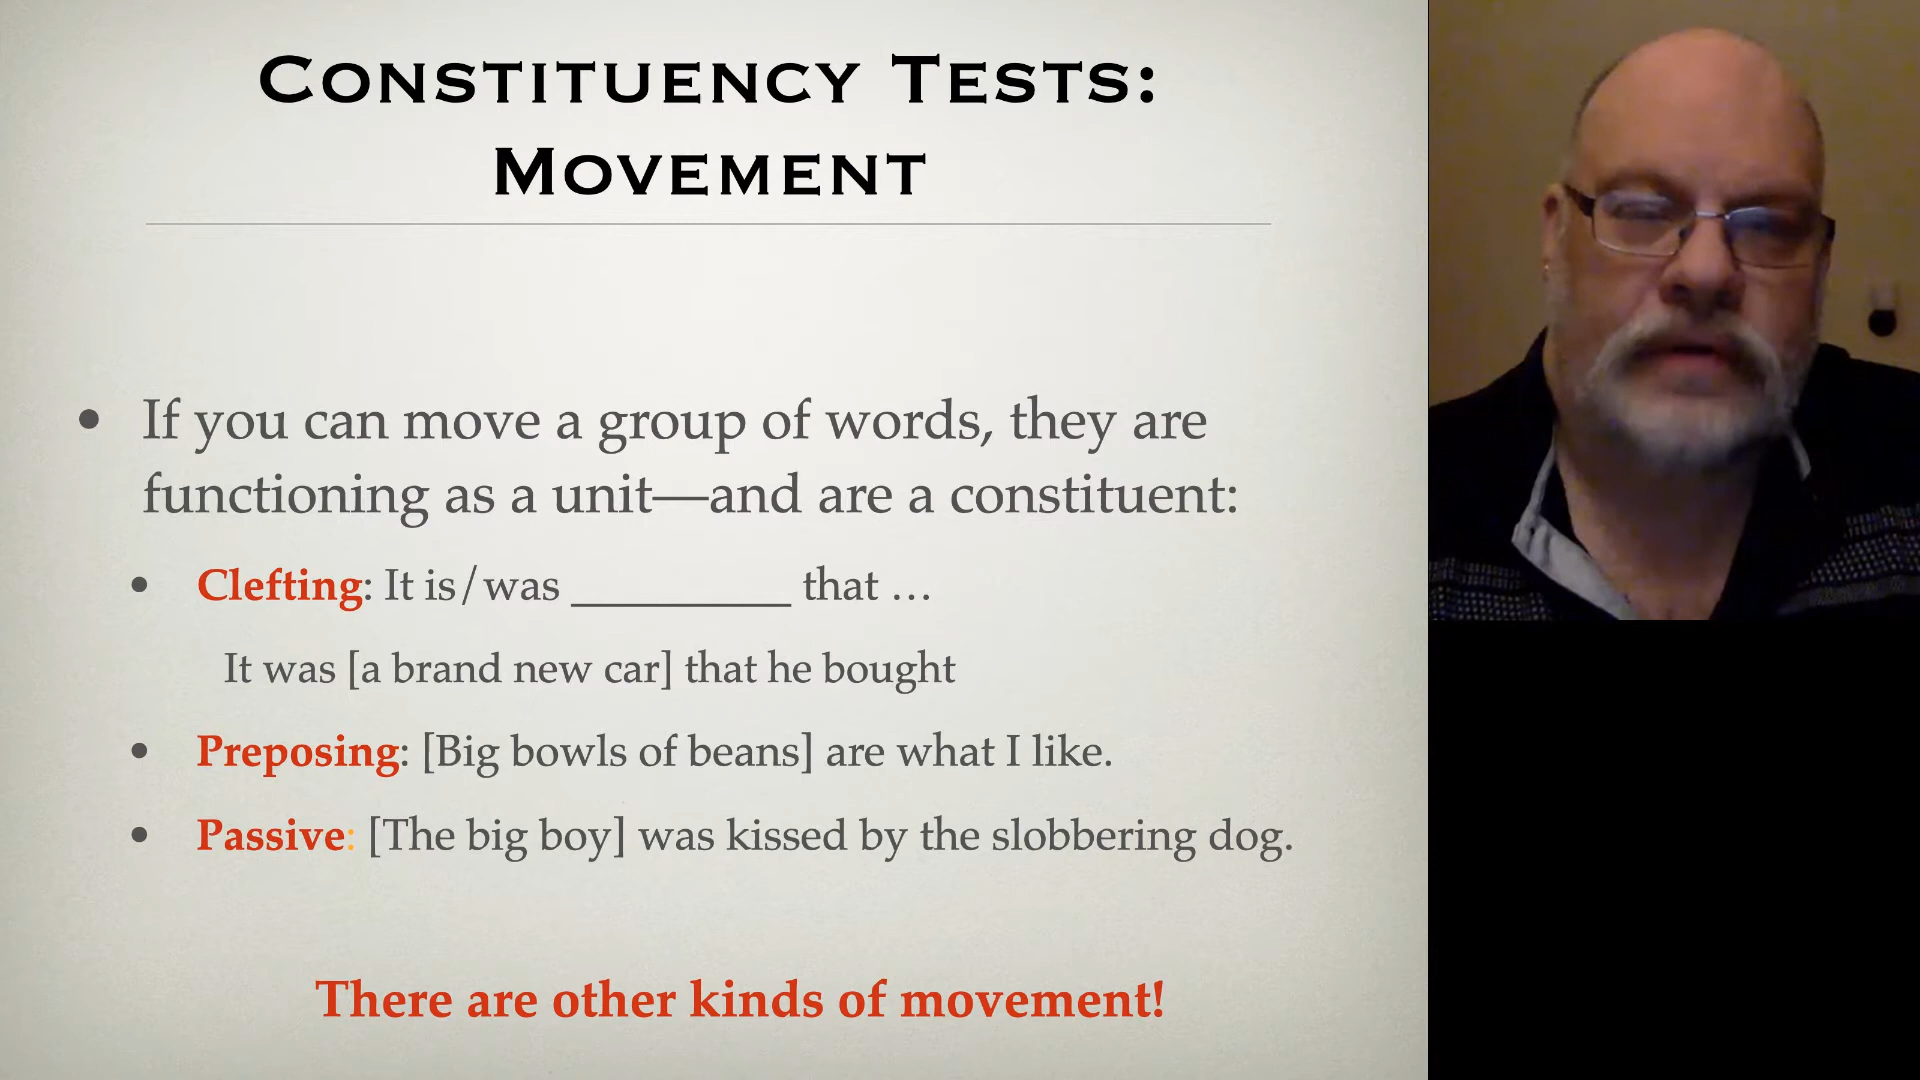 CONSTITUENCY TESTS:
MOVEMENT
• If you can move a group of words, they are
functioning as a unit—and are a constituent:
• Clefting: It is/was __________ that …
It was [a brand new car] that he bought
• Preposing: [Big bowls of beans] are what I like.
• Passive: [The big boy] was kissed by the slobbering dog.
There are other kinds of movement!